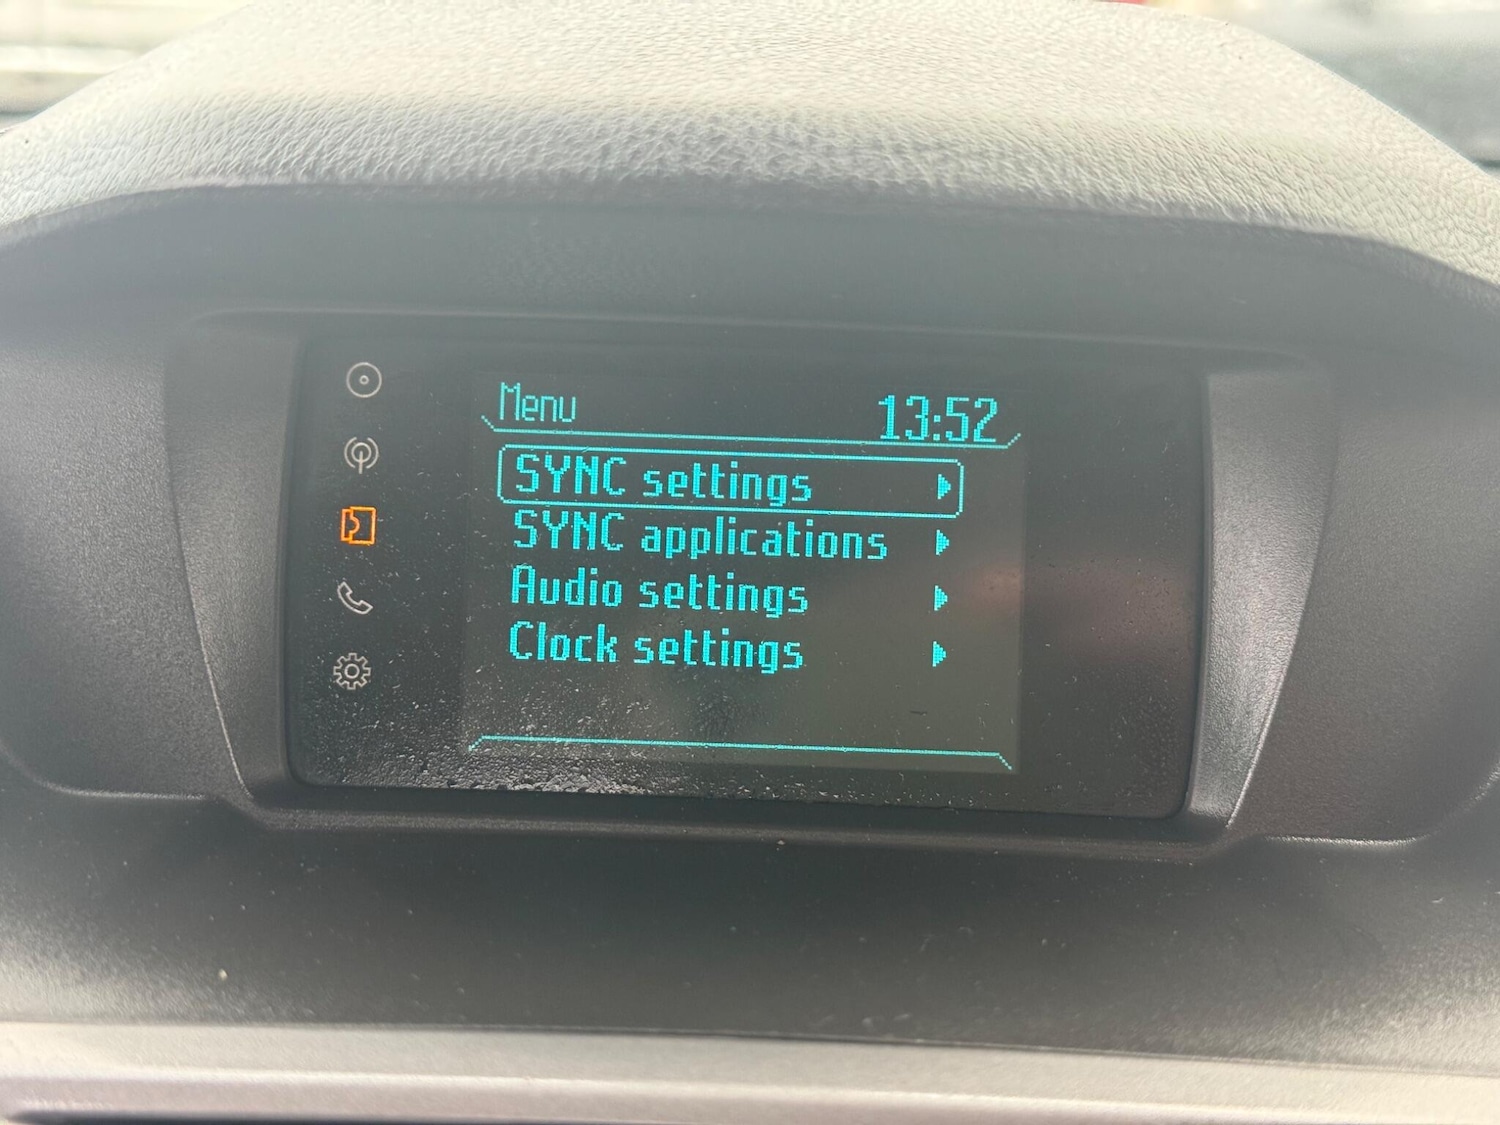 Menu 13:52
SYNC settings
SYNC applications
Audio settings
Clock settings